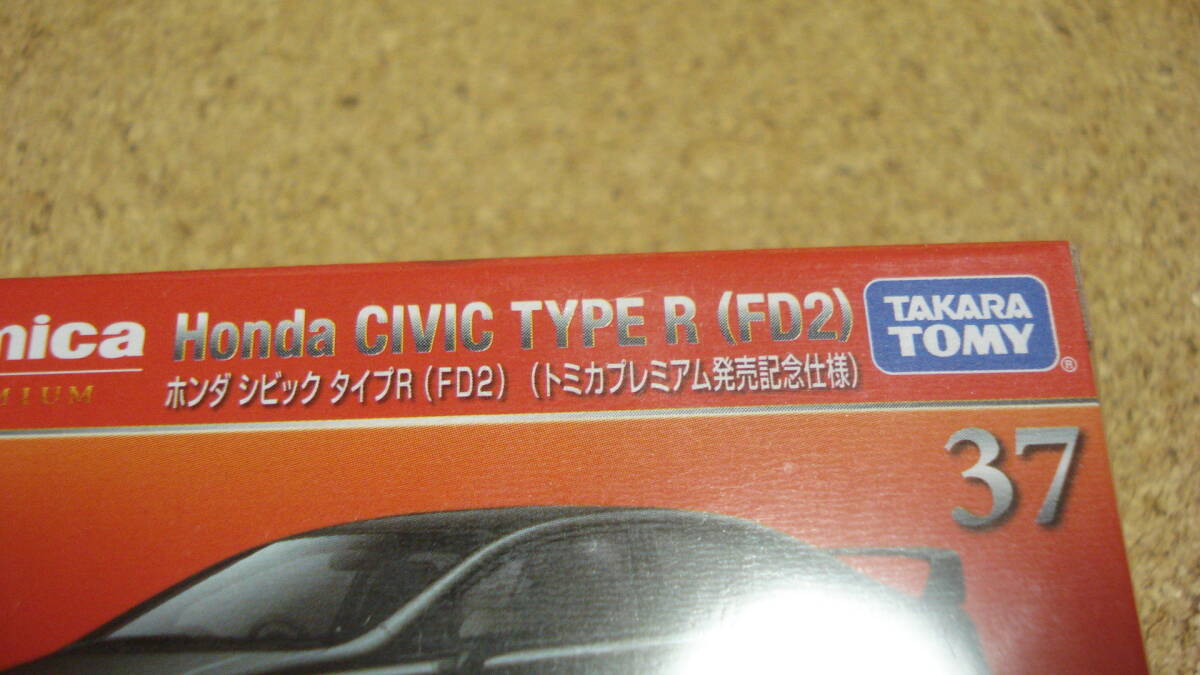 mica
MIUM
Honda CIVIC TYPE R (FD2)
ホンダ シビック タイプR(FD2)(トミカプレミアム発売記念仕様)
TAKARA
TOMY
®
37